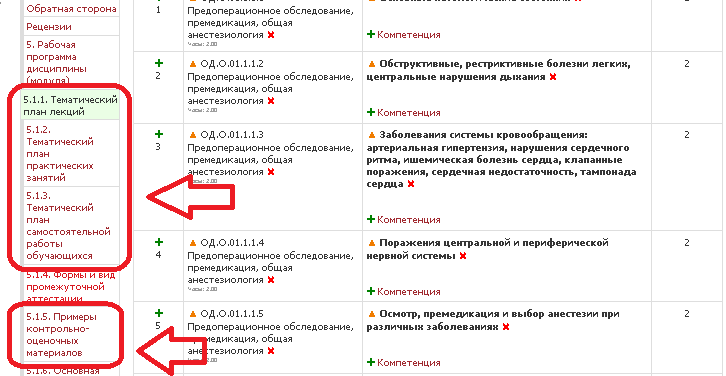 Обратная сторона
Рецензии
5. Рабочая
программа
дисциплины
(модуля)
5.1.1. Тематический
план лекций
5.1.2.
Тематический
план
практических
занятий
5.1.3.
Тематический
план
самостоятельной
работы
обучающихся
5.1.4. Формы и вид
промежуточной
аттестации
5.1.5. Примеры
контрольно-
оценочных
материалов
5.1.6. Основная
1
Предоперационное обследование,
премедикация, общая
анестезиология
Часы: 2.00
Компетенция
2
ОД.О.01.1.1.2
Предоперационное обследование,
премедикация, общая
анестезиология
Часы: 2.00
Обструктивные, рестриктивные болезни легких,
центральные нарушения дыхания
Компетенция
2
3
ОД.О.01.1.1.3
Предоперационное обследование,
премедикация, общая
анестезиология
Часы: 2.00
Заболевания системы кровообращения:
артериальная гипертензия, нарушения сердечного
ритма, ишемическая болезнь сердца, клапанные
поражения, сердечная недостаточность, тампонада
сердца
Компетенция
2
4
ОД.О.01.1.1.4
Предоперационное обследование,
премедикация, общая
анестезиология
Часы: 2.00
Поражения центральной и периферической
нервной системы
Компетенция
2
5
ОД.О.01.1.1.5
Предоперационное обследование,
премедикация, общая
анестезиология
Часы: 2.00
Осмотр, премедикация и выбор анестезии при
различных заболеваниях
Компетенция
2